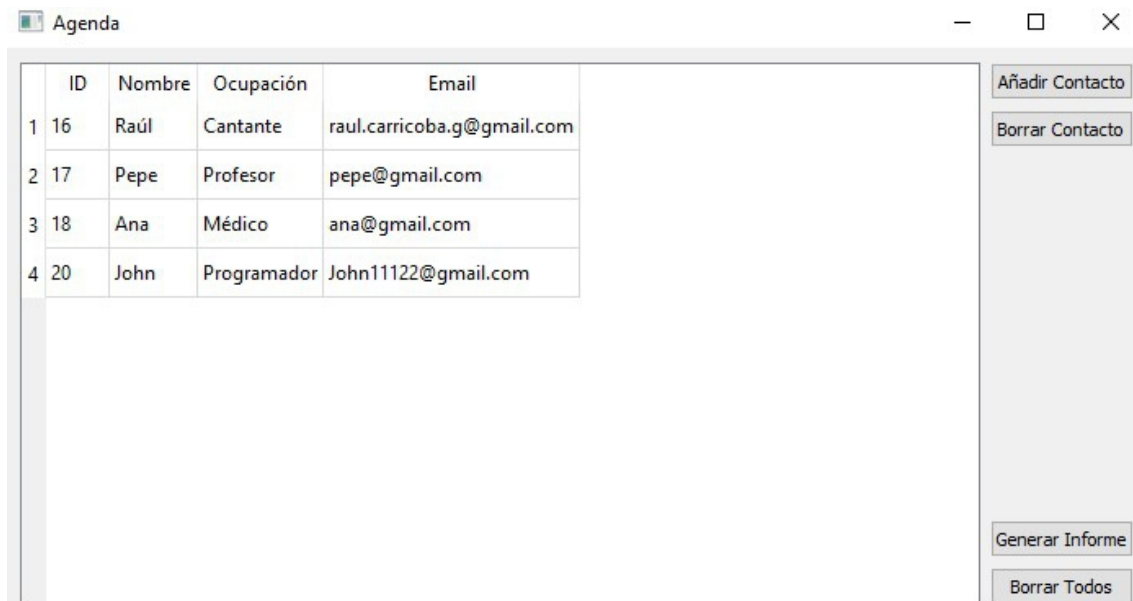 Agenda
ID Nombre Ocupación Email
1 16 Raúl Cantante raul.carricoba.g@gmail.com
2 17 Pepe Profesor pepe@gmail.com
3 18 Ana Médico ana@gmail.com
4 20 John Programador John11122@gmail.com
Añadir Contacto
Borrar Contacto
Generar Informe
Borrar Todos